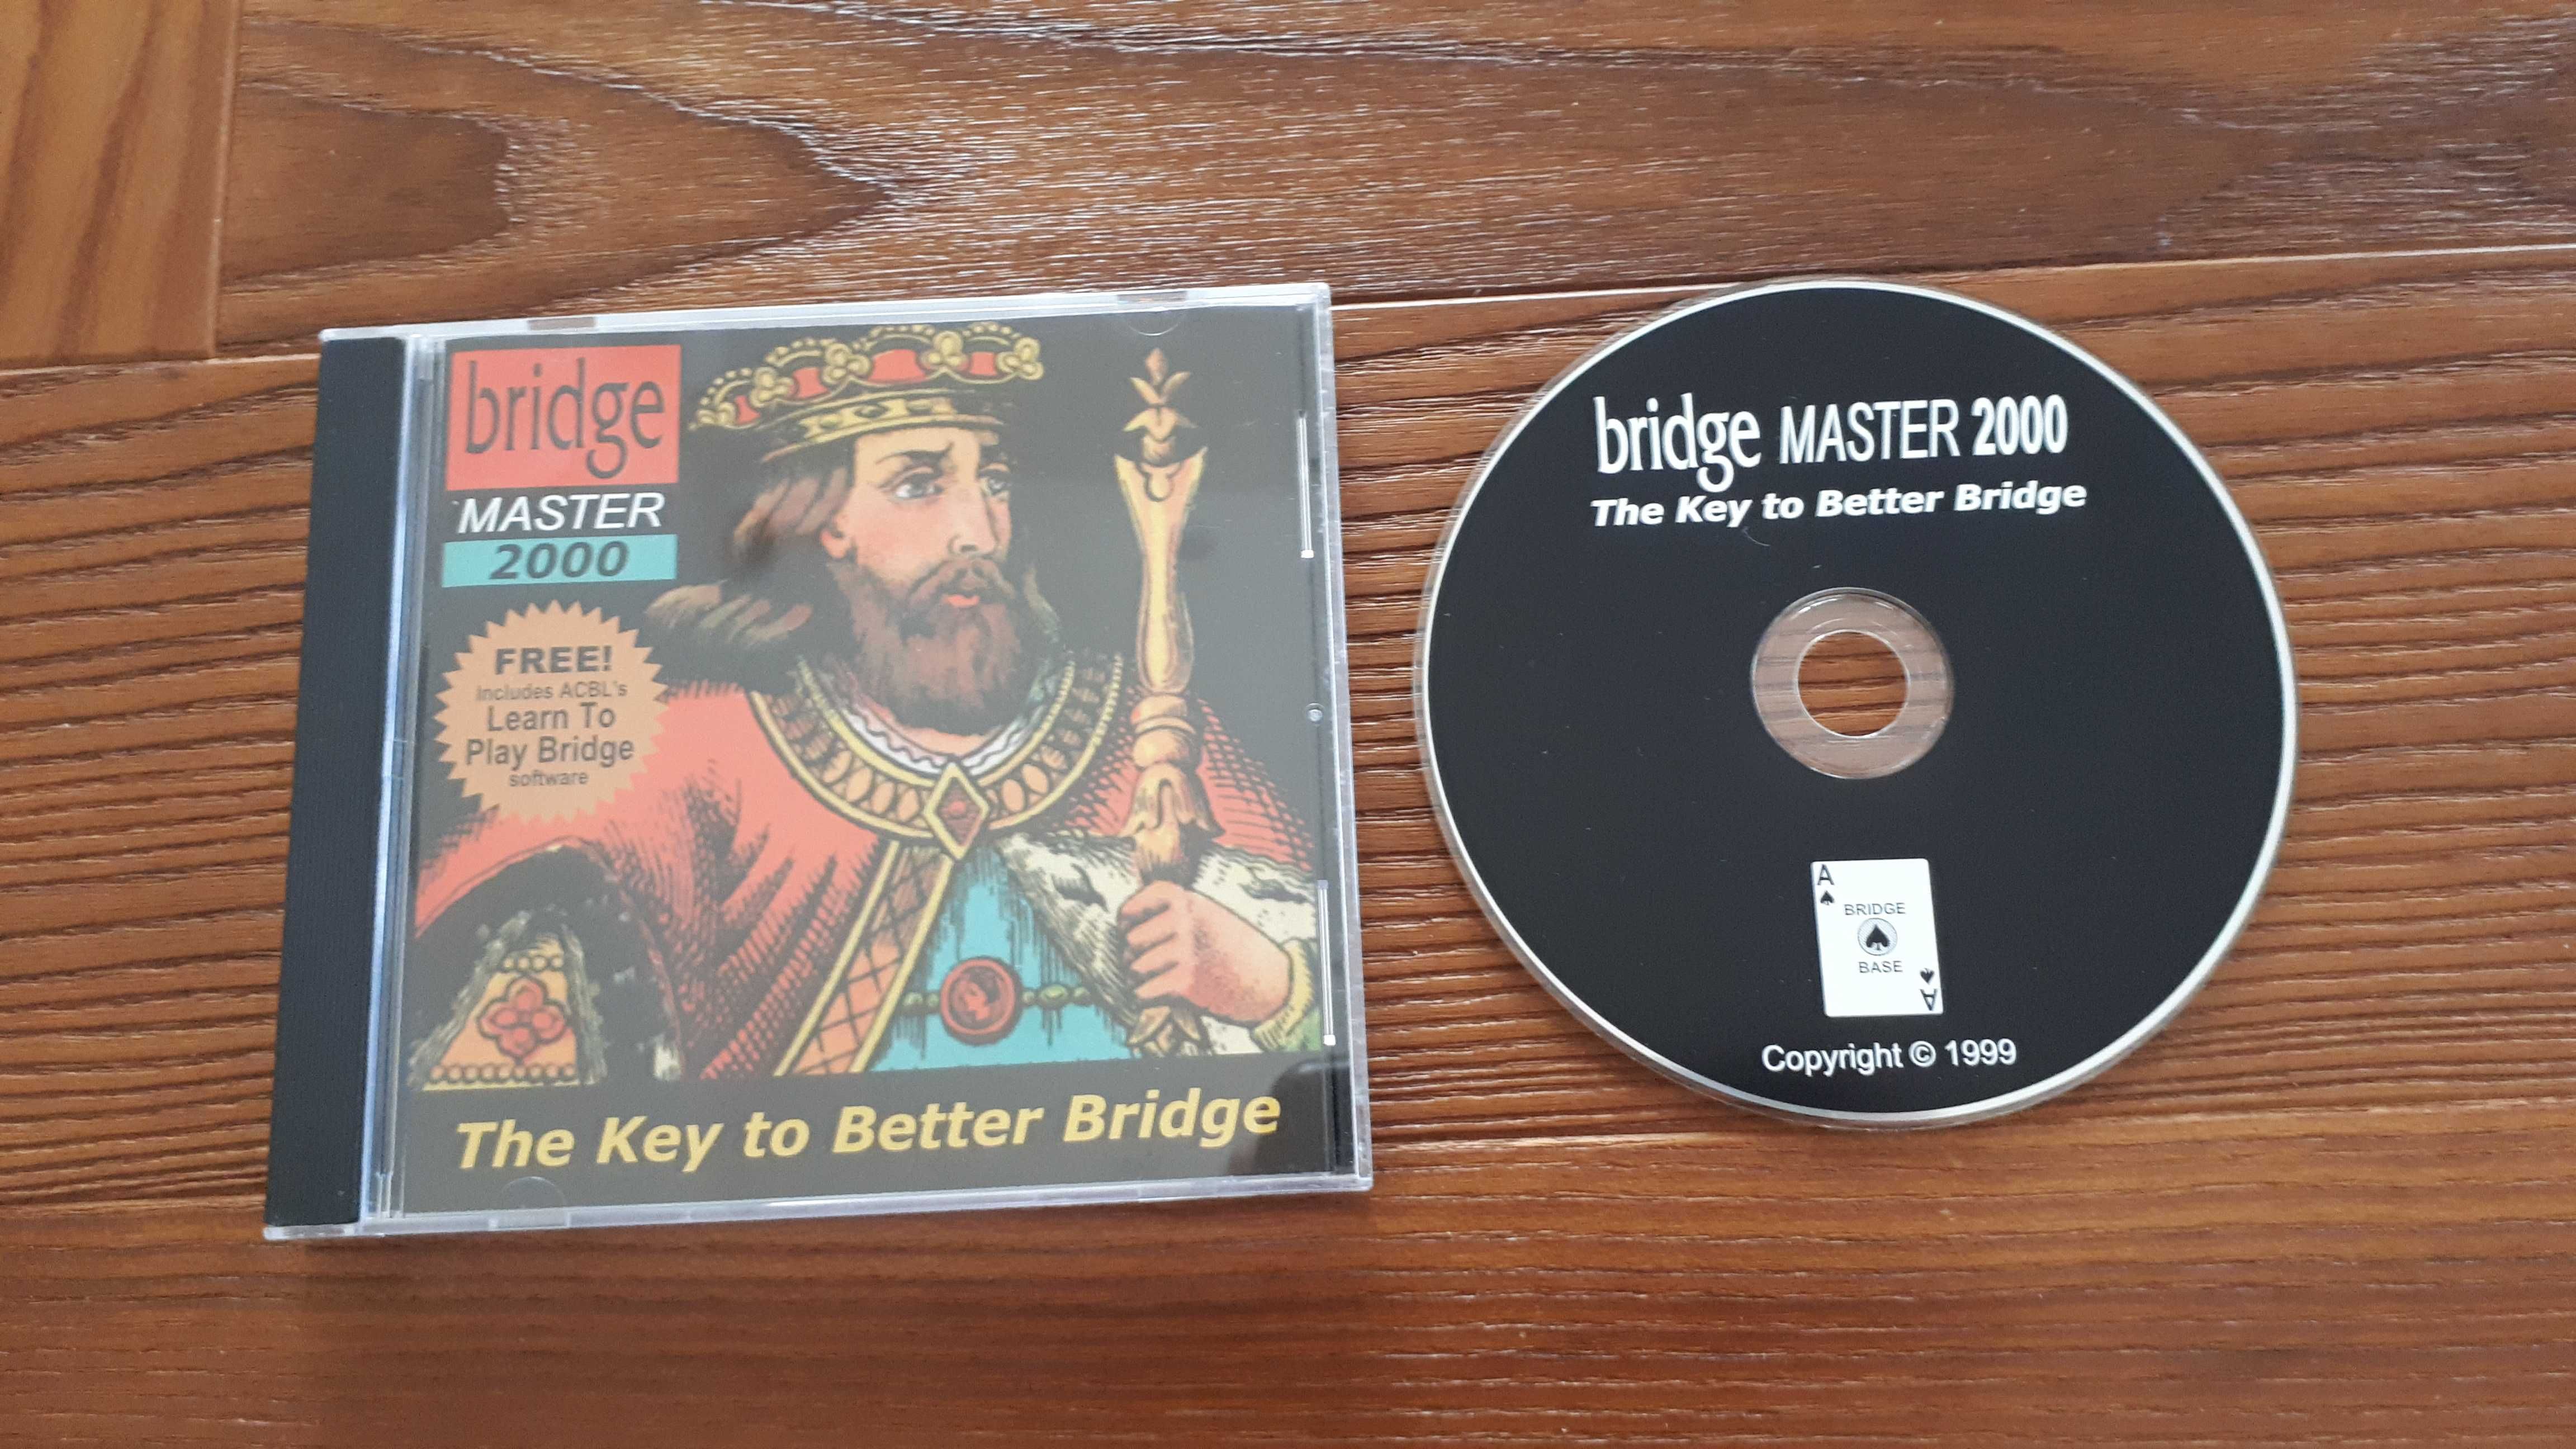 bridge
MASTER
2000
FREE!
Includes ACBL's
Learn To
Play Bridge
software
The Key to Better Bridge
bridge MASTER 2000
The Key to Better Bridge
A
BRIDGE
BASE
A
Copyright © 1999